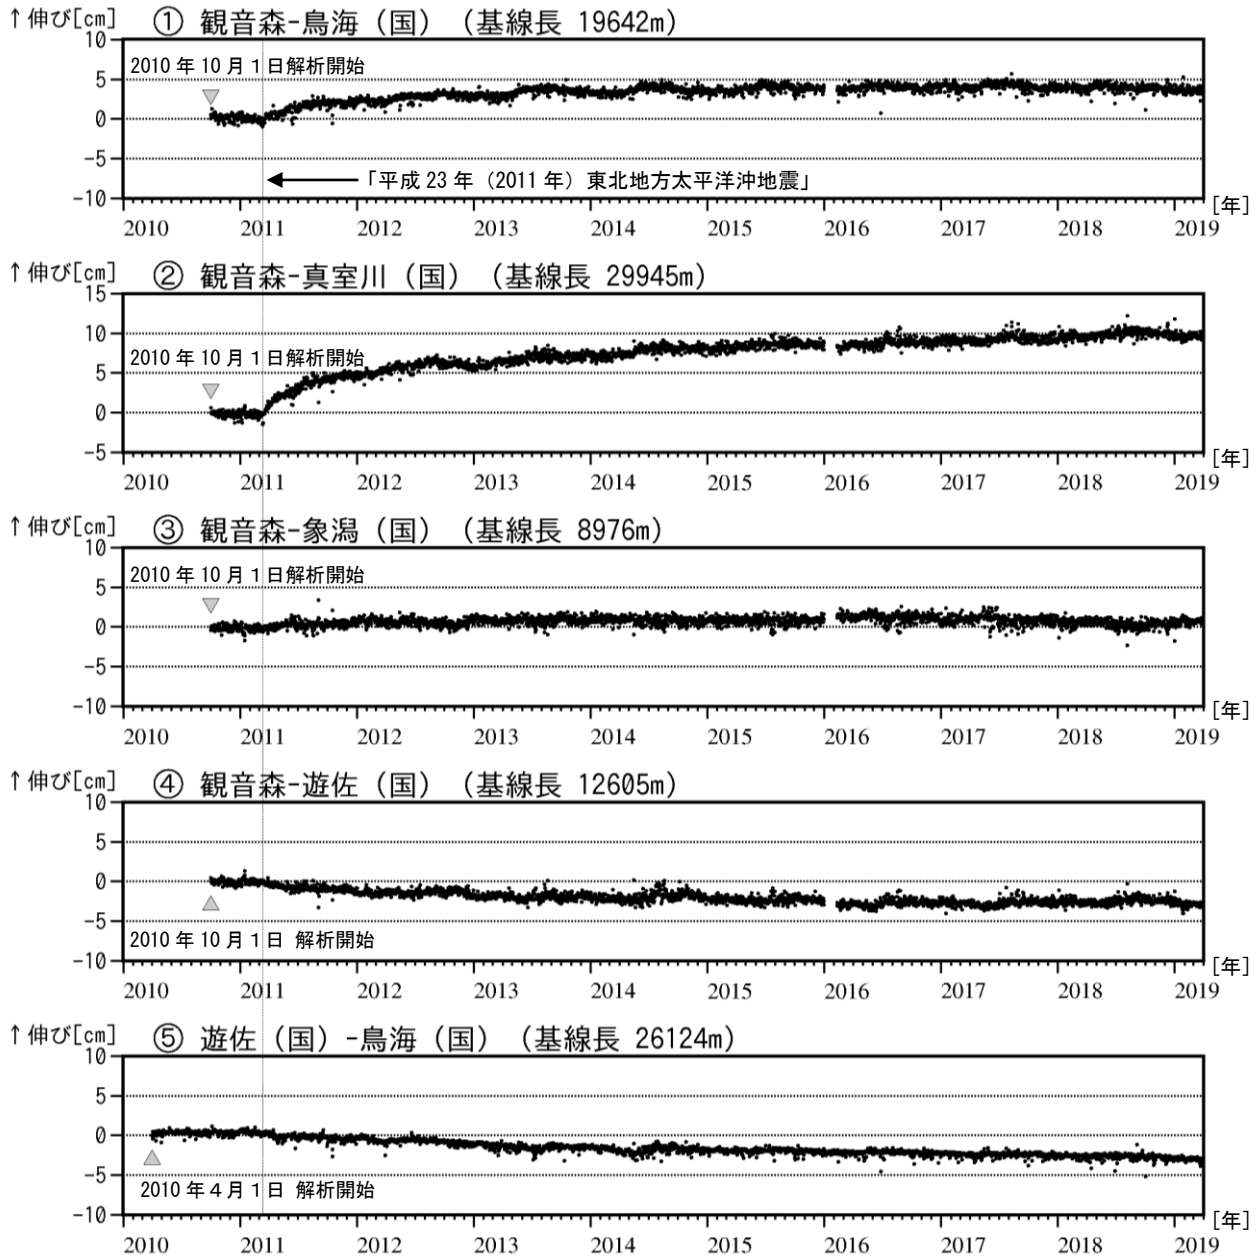 ↑伸び[cm] ① 観音森-鳥海（国）（基線長 19642m）
10
2010 年 10 月 1 日解析開始
5
0
-5
「平成 23 年（2011 年）東北地方太平洋沖地震」
-10
[年]
2010 2011 2012 2013 2014 2015 2016 2017 2018 2019
↑伸び[cm] ② 観音森-真室川（国）（基線長 29945m）
15
10
2010 年 10 月 1 日解析開始
5
0
-5
[年]
2010 2011 2012 2013 2014 2015 2016 2017 2018 2019
↑伸び[cm] ③ 観音森-象潟（国）（基線長 8976m）
10
2010 年 10 月 1 日解析開始
5
0
-5
-10
[年]
2010 2011 2012 2013 2014 2015 2016 2017 2018 2019
↑伸び[cm] ④ 観音森-遊佐（国）（基線長 12605m）
10
5
0
-5
2010 年 10 月 1 日 解析開始
-10
[年]
2010 2011 2012 2013 2014 2015 2016 2017 2018 2019
↑伸び[cm] ⑤ 遊佐（国）-鳥海（国）（基線長 26124m）
10
5
0
-5
2010 年 4 月 1 日 解析開始
-10
[年]
2010 2011 2012 2013 2014 2015 2016 2017 2018 2019